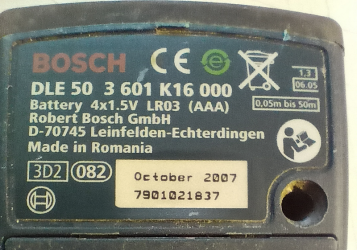 BOSCH CE
1.3
06.05
DLE 50 3 601 K16 000
Battery 4x1.5V LR03 (AAA)
0,05m bis 50m
Robert Bosch GmbH
D-70745 Leinfelden-Echterdingen
Made in Romania
3D2 082
October 2007
7901021837